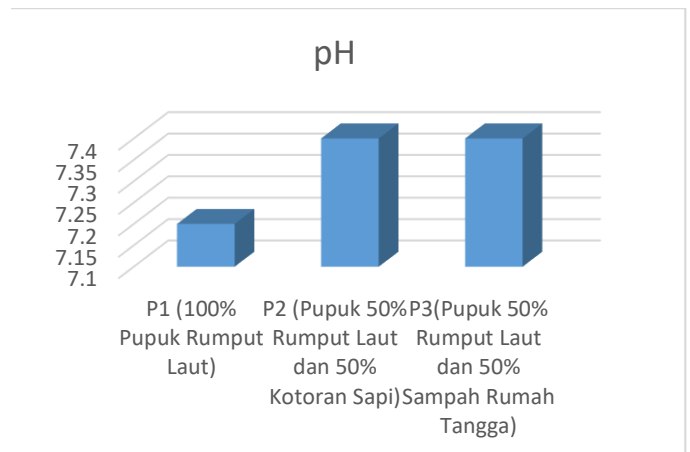 pH
7.4
7.35
7.3
7.25
7.2
7.15
7.1
P1 (100%
Pupuk Rumput
Laut)
P2 (Pupuk 50%
Rumput Laut
dan 50%
Kotoran Sapi)
P3(Pupuk 50%
Rumput Laut
dan 50%
Sampah Rumah
Tangga)